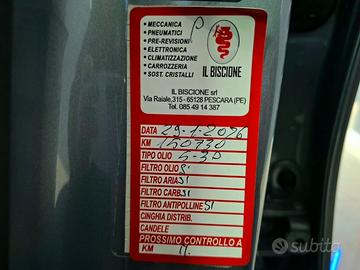 • MECCANICA
• PNEUMATICI
• PRE-REVISIONI
• ELETTRONICA
• CLIMATIZZAZIONE
• CARROZZERIA
• SOST. CRISTALLI
P
IL BISCIONE
IL BISCIONE srl
Via Raiale,315 - 65128 PESCARA (PE)
Tel. 085 49 14 387
DATA 29-1-2026
KM 150730
TIPO OLIO 5-30
FILTRO OLIO SI
FILTRO ARIA SI
FILTRO CARB. SI
FILTRO ANTIPOLLINE SI
CINGHIA DISTRIB.
CANDELE
PROSSIMO CONTROLLO A
KM
subito